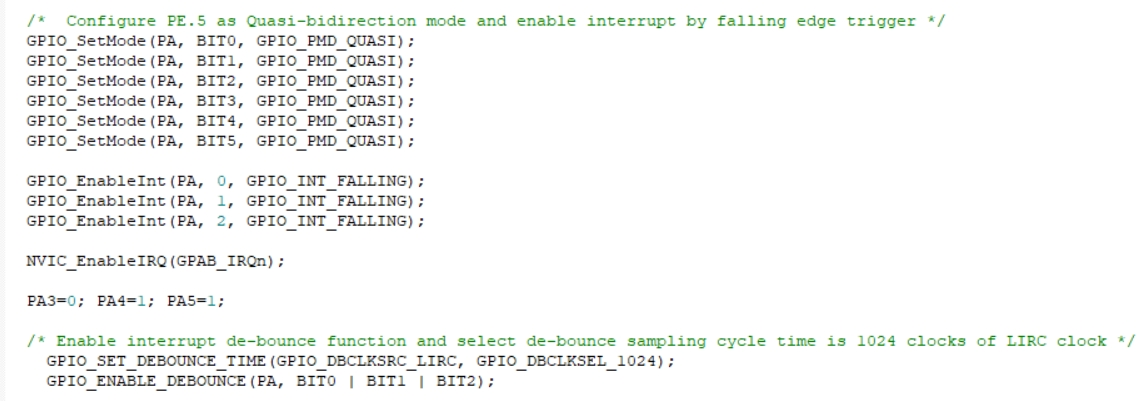 /*  Configure PE.5 as Quasi-bidirection mode and enable interrupt by falling edge trigger */
GPIO_SetMode(PA, BIT0, GPIO_PMD_QUASI);
GPIO_SetMode(PA, BIT1, GPIO_PMD_QUASI);
GPIO_SetMode(PA, BIT2, GPIO_PMD_QUASI);
GPIO_SetMode(PA, BIT3, GPIO_PMD_QUASI);
GPIO_SetMode(PA, BIT4, GPIO_PMD_QUASI);
GPIO_SetMode(PA, BIT5, GPIO_PMD_QUASI);

GPIO_EnableInt(PA, 0, GPIO_INT_FALLING);
GPIO_EnableInt(PA, 1, GPIO_INT_FALLING);
GPIO_EnableInt(PA, 2, GPIO_INT_FALLING);

NVIC_EnableIRQ(GPAB_IRQn);

PA3=0; PA4=1; PA5=1;

/* Enable interrupt de-bounce function and select de-bounce sampling cycle time is 1024 clocks of LIRC clock */
  GPIO_SET_DEBOUNCE_TIME(GPIO_DBCLKSRC_LIRC, GPIO_DBCLKSEL_1024);
  GPIO_ENABLE_DEBOUNCE(PA, BIT0 | BIT1 | BIT2);